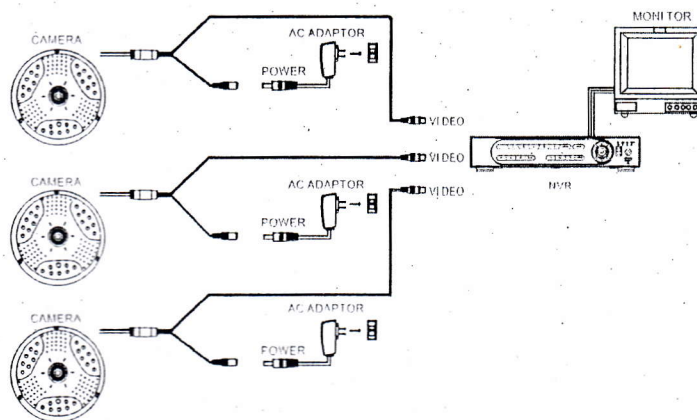 CAMERA
AC ADAPTOR
POWER
MONITOR
VIDEO
VIDEO
NVR
CAMERA
AC ADAPTOR
VIDEO
POWER
CAMERA
AC ADAPTOR
POWER